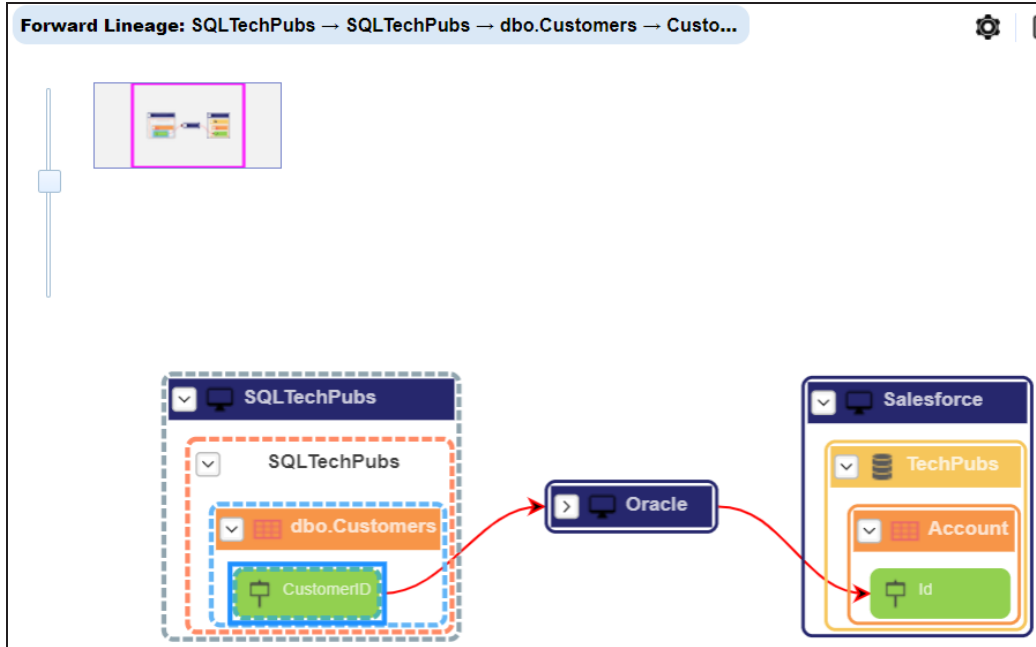 Forward Lineage: SQLTechPubs → SQLTechPubs → dbo.Customers → Custo...
SQLTechPubs
SQLTechPubs
dbo.Customers
CustomerID
Oracle
Salesforce
TechPubs
Account
Id